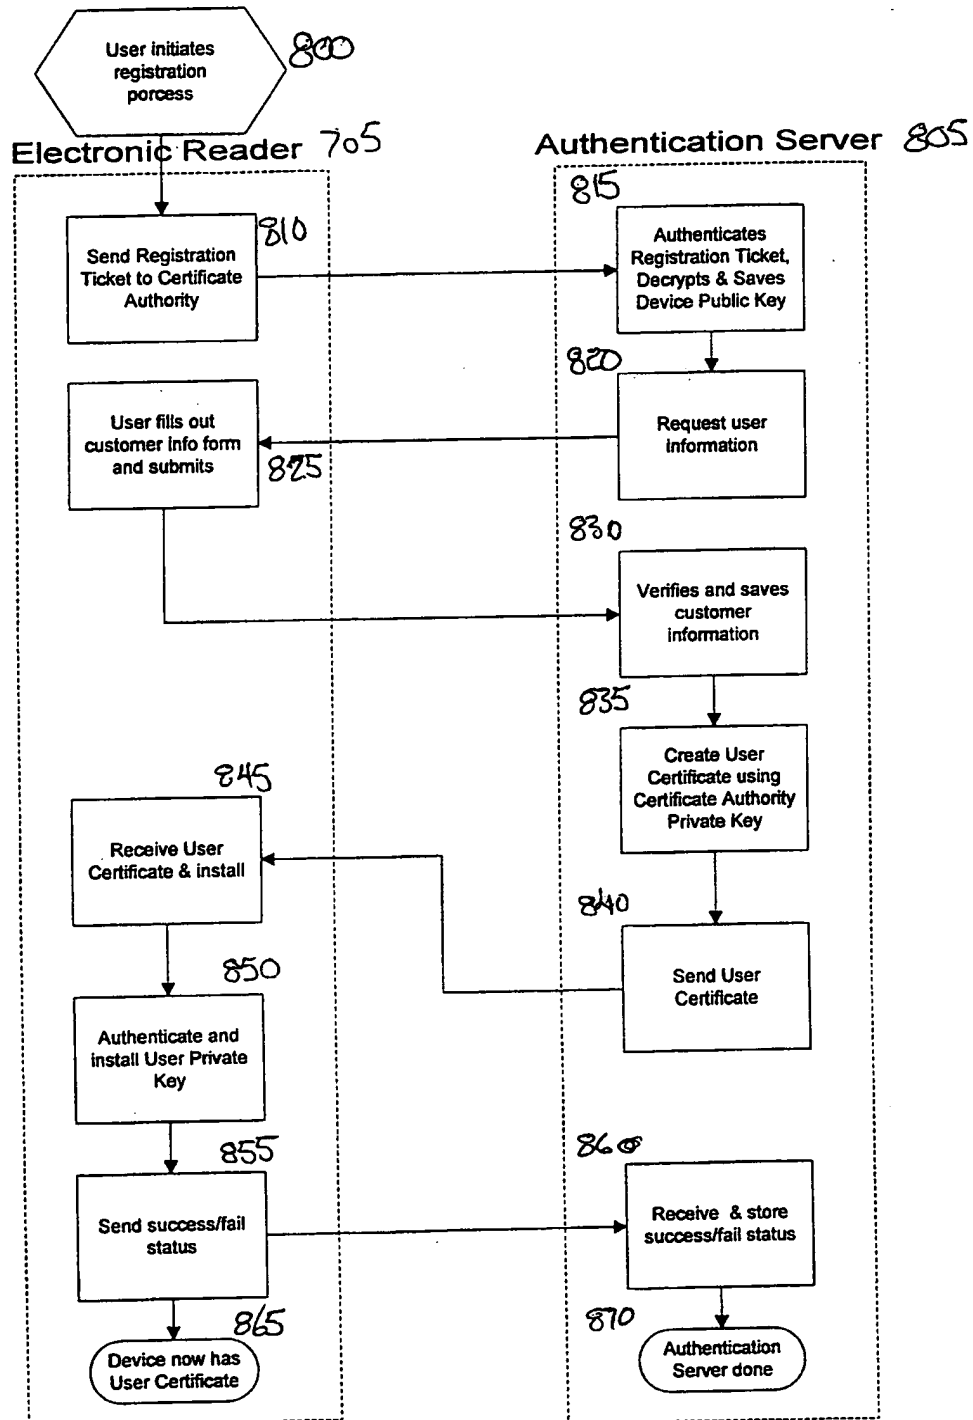 User initiates
registration
porcess
800
Electronic Reader 705
Authentication Server 805
810
Send Registration
Ticket to Certificate
Authority
815
Authenticates
Registration Ticket,
Decrypts & Saves
Device Public Key
820
Request user
information
User fills out
customer info form
and submits
825
830
Verifies and saves
customer
information
835
Create User
Certificate using
Certificate Authority
Private Key
845
Receive User
Certificate & install
840
Send User
Certificate
850
Authenticate and
install User Private
Key
855
Send success/fail
status
860
Receive & store
success/fail status
865
Device now has
User Certificate
870
Authentication
Server done